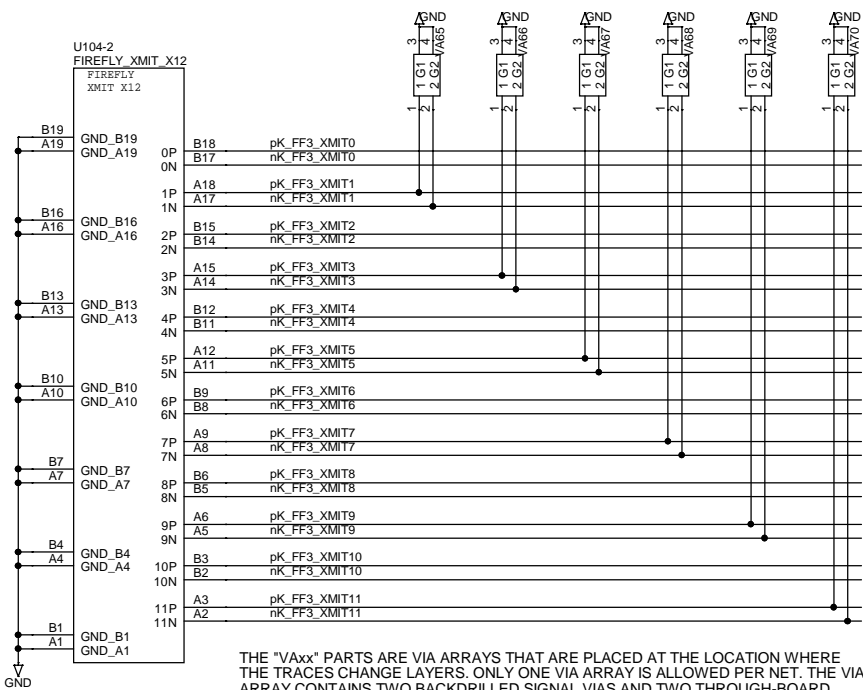 GND GND GND GND GND GND
3 4 VA65 3 4 VA66 3 4 VA67 3 4 VA68 3 4 VA69 3 4 VA70
1 G1 2 G2 1 G1 2 G2 1 G1 2 G2 1 G1 2 G2 1 G1 2 G2 1 G1 2 G2
1 2 1 2 1 2 1 2 1 2 1 2
U104-2
FIREFLY_XMIT_X12
FIREFLY
XMIT X12
B19 GND_B19
A19 GND_A19
0P B18 pK_FF3_XMIT0
0N B17 nK_FF3_XMIT0
1P A18 pK_FF3_XMIT1
1N A17 nK_FF3_XMIT1
B16 GND_B16
A16 GND_A16
2P B15 pK_FF3_XMIT2
2N B14 nK_FF3_XMIT2
3P A15 pK_FF3_XMIT3
3N A14 nK_FF3_XMIT3
B13 GND_B13
A13 GND_A13
4P B12 pK_FF3_XMIT4
4N B11 nK_FF3_XMIT4
5P A12 pK_FF3_XMIT5
5N A11 nK_FF3_XMIT5
B10 GND_B10
A10 GND_A10
6P B9 pK_FF3_XMIT6
6N B8 nK_FF3_XMIT6
7P A9 pK_FF3_XMIT7
7N A8 nK_FF3_XMIT7
B7 GND_B7
A7 GND_A7
8P B6 pK_FF3_XMIT8
8N B5 nK_FF3_XMIT8
9P A6 pK_FF3_XMIT9
9N A5 nK_FF3_XMIT9
B4 GND_B4
A4 GND_A4
10P B3 pK_FF3_XMIT10
10N B2 nK_FF3_XMIT10
11P A3 pK_FF3_XMIT11
11N A2 nK_FF3_XMIT11
B1 GND_B1
A1 GND_A1
GND
THE "VAxx" PARTS ARE VIA ARRAYS THAT ARE PLACED AT THE LOCATION WHERE
THE TRACES CHANGE LAYERS. ONLY ONE VIA ARRAY IS ALLOWED PER NET. THE VIA
ARRAY CONTAINS TWO BACKDRILLED SIGNAL VIAS AND TWO THROUGH-BOARD